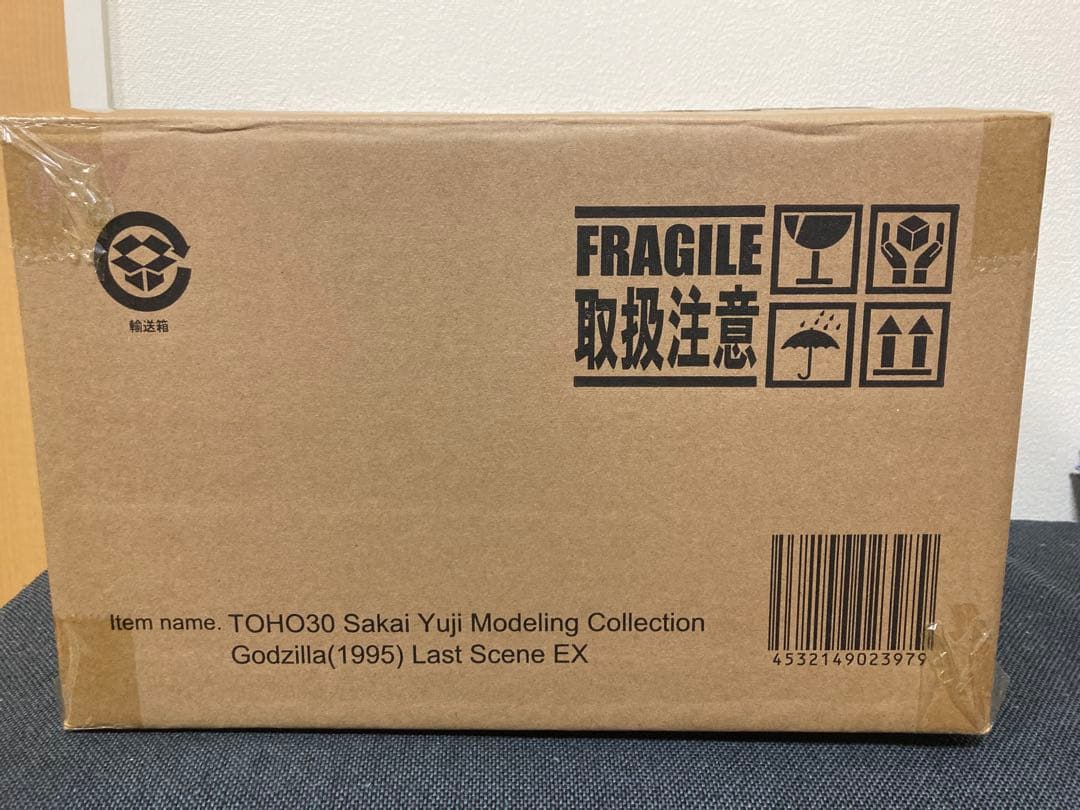 輸送箱
FRAGILE
取扱注意
Item name. TOHO30 Sakai Yuji Modeling Collection
Godzilla(1995) Last Scene EX
4532149023979